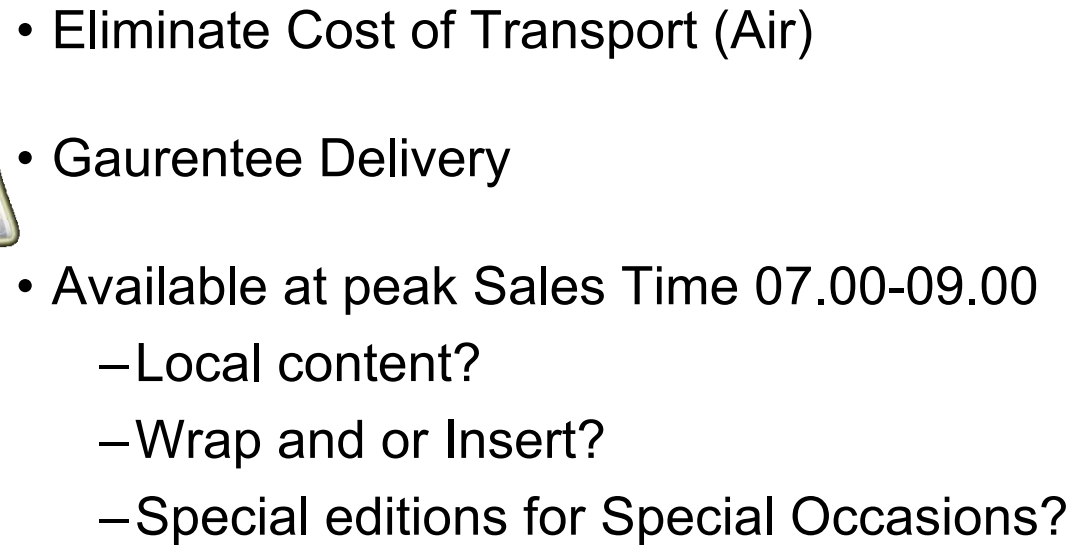 • Eliminate Cost of Transport (Air)
• Gaurentee Delivery
• Available at peak Sales Time 07.00-09.00
–Local content?
–Wrap and or Insert?
–Special editions for Special Occasions?